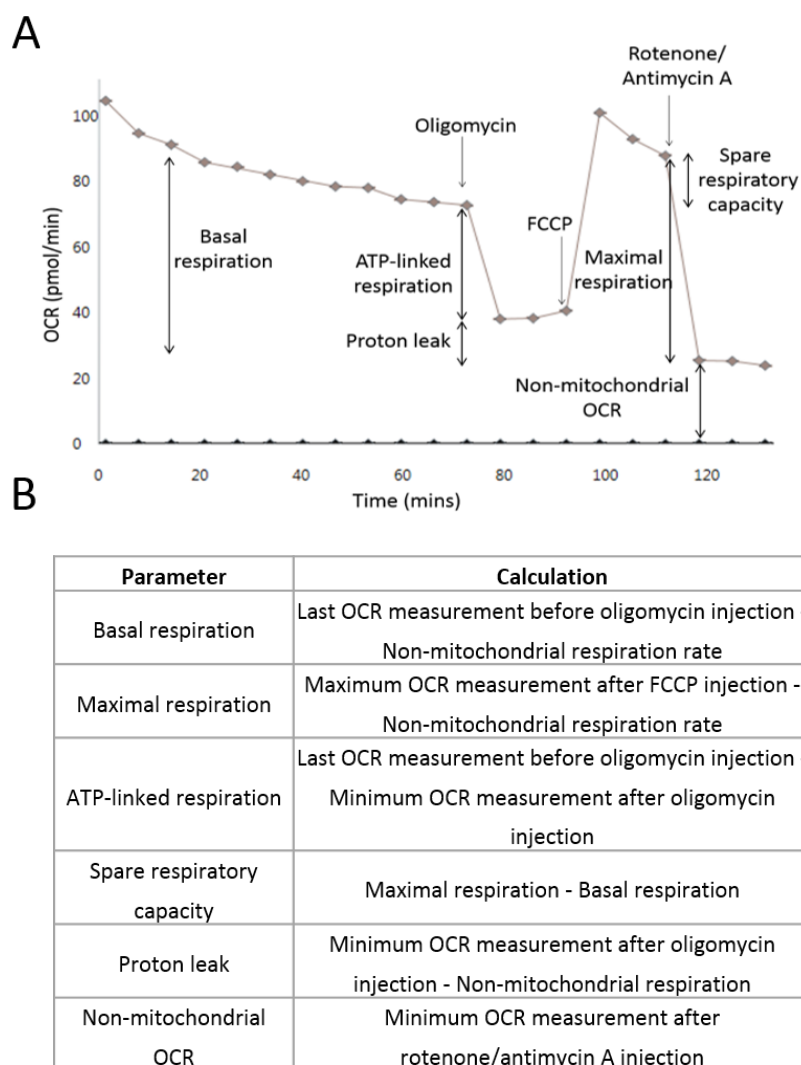 A
Rotenone/
Antimycin A
Oligomycin
Spare
respiratory
capacity
FCCP
Basal
respiration
ATP-linked
respiration
Maximal
respiration
Proton leak
Non-mitochondrial
OCR
OCR (pmol/min)
100
80
60
40
20
0
0 20 40 60 80 100 120
Time (mins)
B
Parameter Calculation
Basal respiration
Last OCR measurement before oligomycin injection -
Non-mitochondrial respiration rate
Maximal respiration
Maximum OCR measurement after FCCP injection -
Non-mitochondrial respiration rate
ATP-linked respiration
Last OCR measurement before oligomycin injection -
Minimum OCR measurement after oligomycin
injection
Spare respiratory
capacity
Maximal respiration - Basal respiration
Proton leak
Minimum OCR measurement after oligomycin
injection - Non-mitochondrial respiration
Non-mitochondrial
OCR
Minimum OCR measurement after
rotenone/antimycin A injection